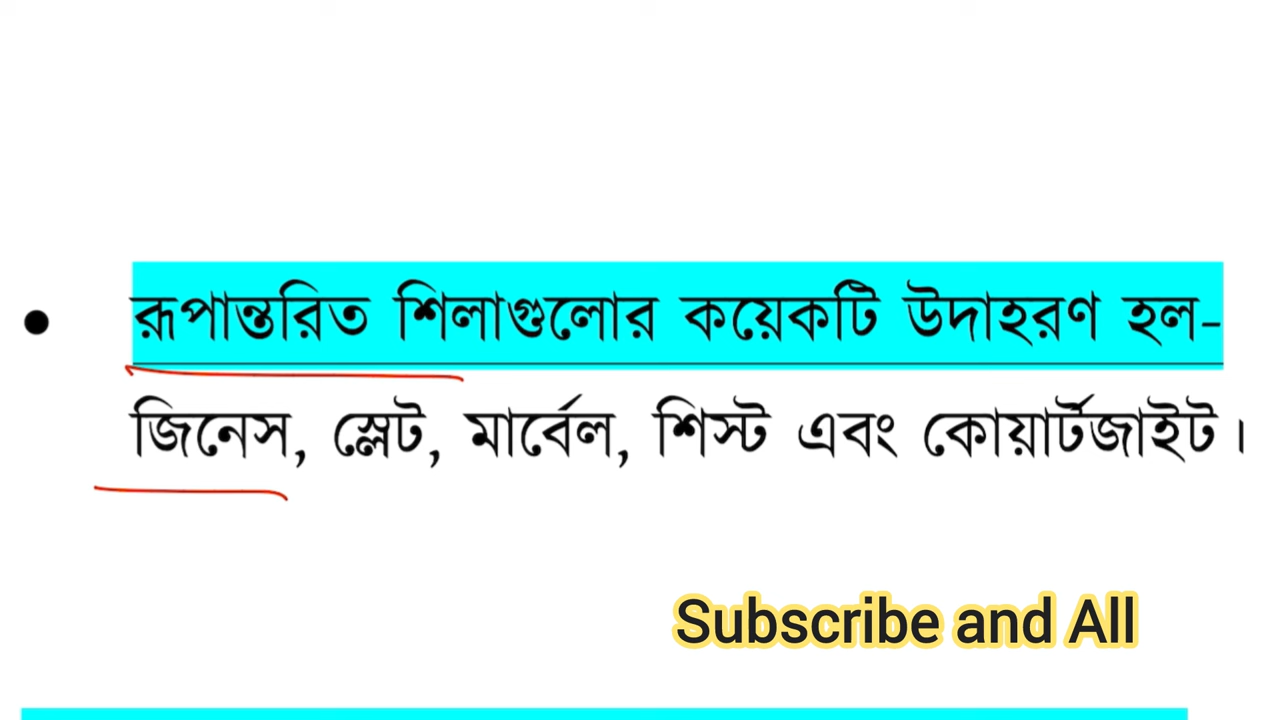 • রূপান্তরিত শিলাগুলোর কয়েকটি উদাহরণ হল-
জিনেস, স্লেট, মার্বেল, শিস্ট এবং কোয়ার্টজাইট।
Subscribe and All